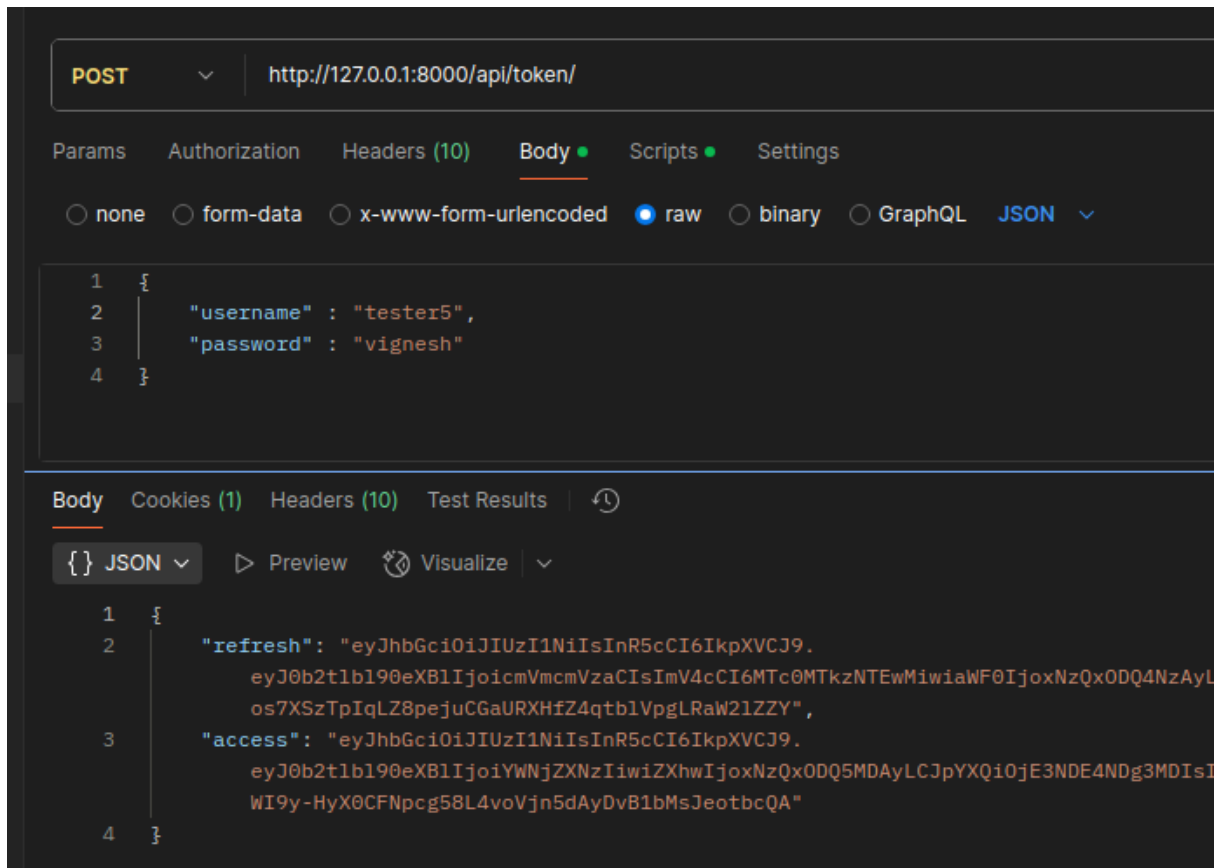 POST http://127.0.0.1:8000/api/token/
Params Authorization Headers (10) Body Scripts Settings
none form-data x-www-form-urlencoded raw binary GraphQL JSON
1 {
2 "username" : "tester5",
3 "password" : "vignesh"
4 }
Body Cookies (1) Headers (10) Test Results
{} JSON Preview Visualize
1 {
2 "refresh": "eyJhbGciOiJIUzI1NiIsInR5cCI6IkpXVCJ9.
eyJ0b2tlbl90eXBlIjoicmVmcmVzaCIsImV4cCI6MTc0MTkzNTEwMiwiaWF0IjoxNzQxODQ4NzAyL
os7XSzTpIqLZ8pejuCGaURXHfZ4qtblVpgLRaW2lZZY",
3 "access": "eyJhbGciOiJIUzI1NiIsInR5cCI6IkpXVCJ9.
eyJ0b2tlbl90eXBlIjoiYWNjZXNzIiwiZXhwIjoxNzQxODQ5MDAyLCJpYXQiOjE3NDE4NDg3MDIsI
WI9y-HyX0CFNpcg58L4voVjn5dAyDvB1bMsJeotbcQA"
4 }